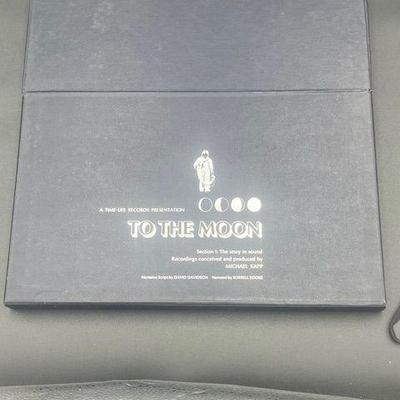 A TIME-LIFE RECORDS PRESENTATION
TO THE MOON
Section I: The story in sound
Recordings conceived and produced by
MICHAEL KAPP
Narrative Script by DAVID DAVIDSON Narrated by SORRELL BOOKE